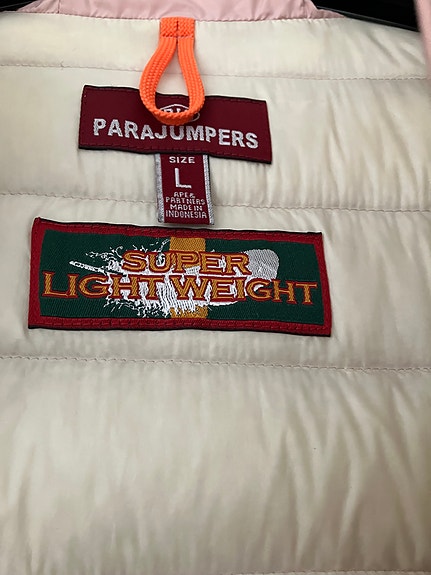 PARAJUMPERS
SIZE
L
APE &
PARTNERS
MADE IN
INDONESIA
SUPER
LIGHT WEIGHT